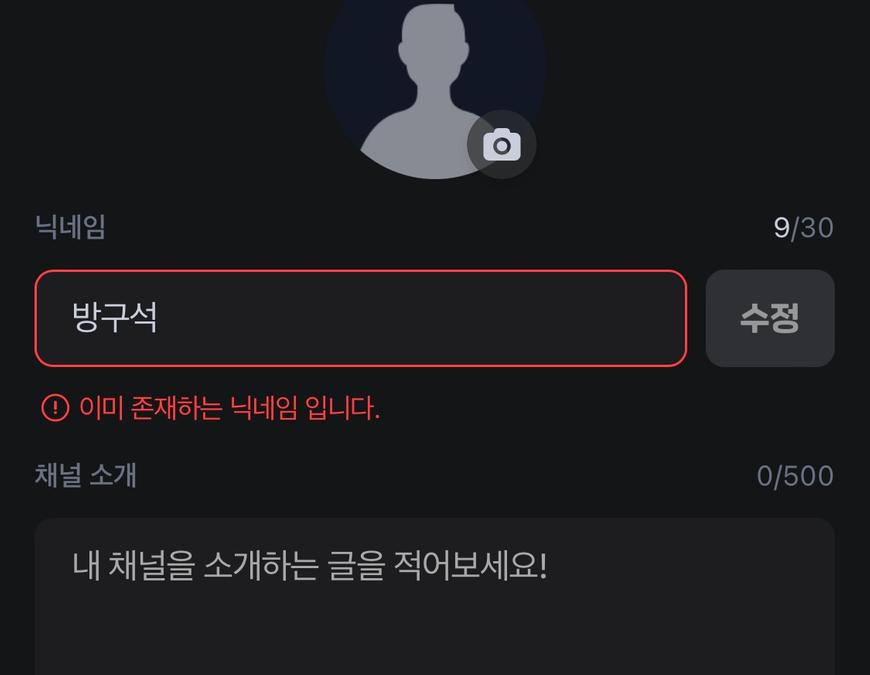 닉네임 9/30
방구석 수정
이미 존재하는 닉네임 입니다.
채널 소개 0/500
내 채널을 소개하는 글을 적어보세요!